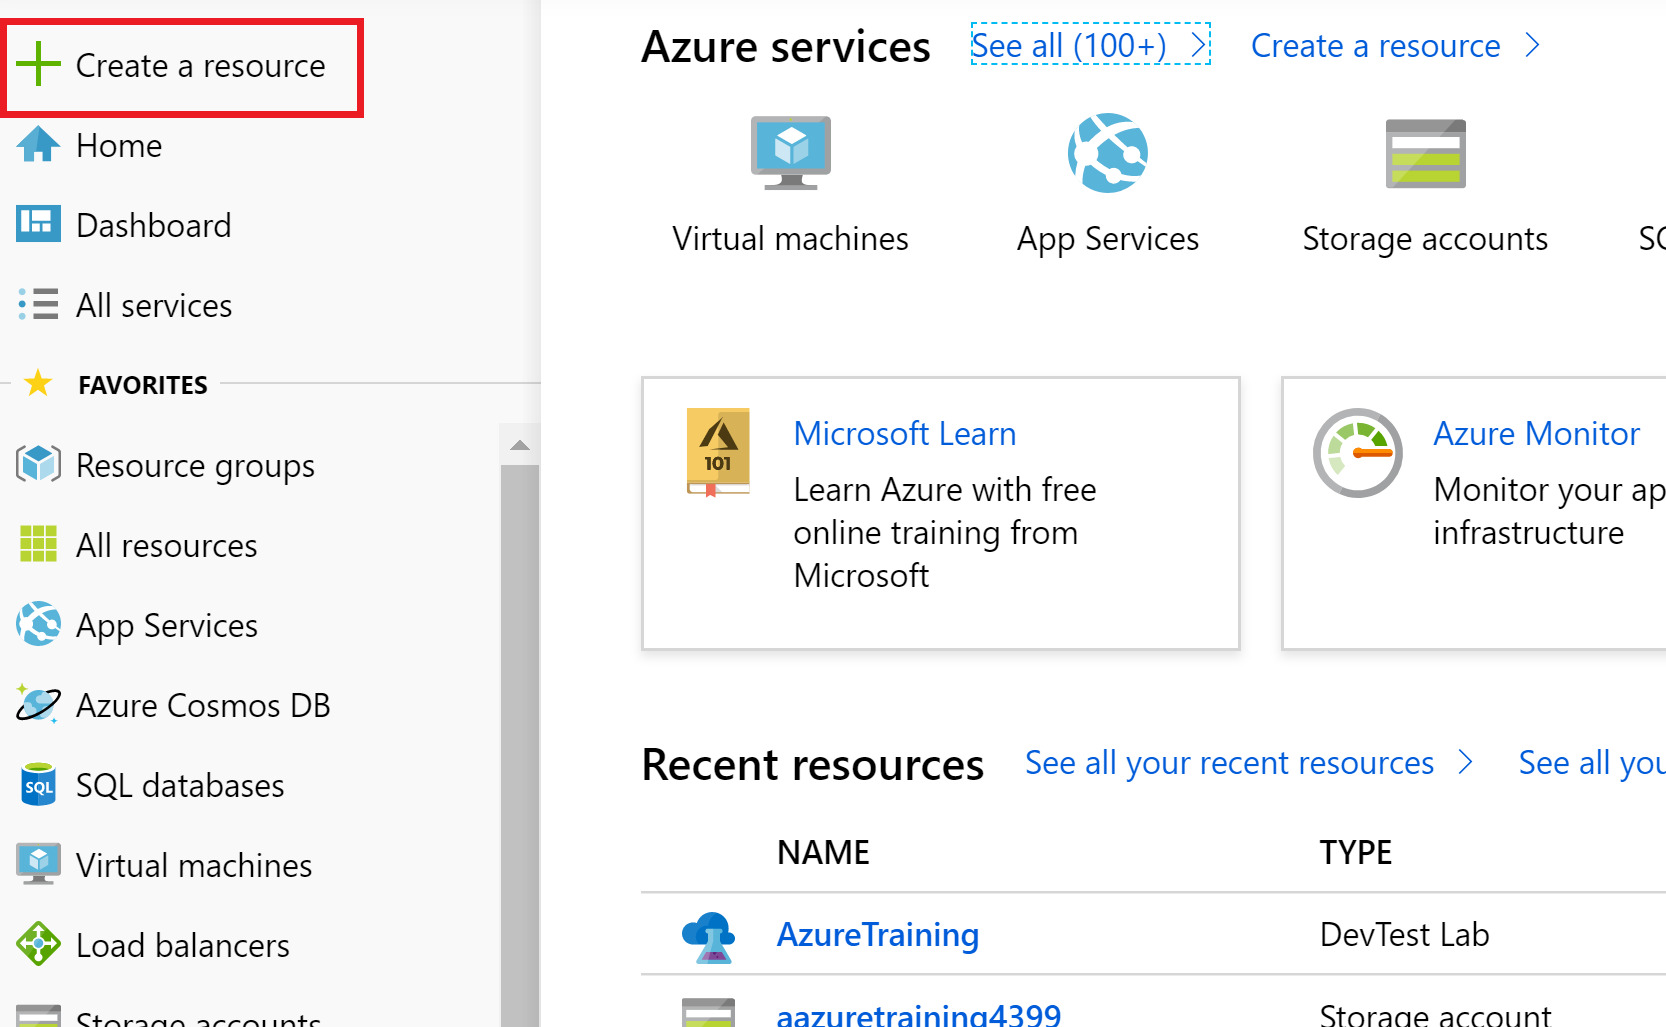 Create a resource
Home
Dashboard
All services
FAVORITES
Resource groups
All resources
App Services
Azure Cosmos DB
SQL
SQL databases
Virtual machines
Load balancers
Storage accounts
Azure services
See all (100+)
Create a resource
Virtual machines
App Services
Storage accounts
101
Microsoft Learn
Learn Azure with free
online training from
Microsoft
Azure Monitor
Monitor your ap
infrastructure
Recent resources
See all your recent resources
See all you
NAME
TYPE
AzureTraining
DevTest Lab
aazuretraining4399
Storage account